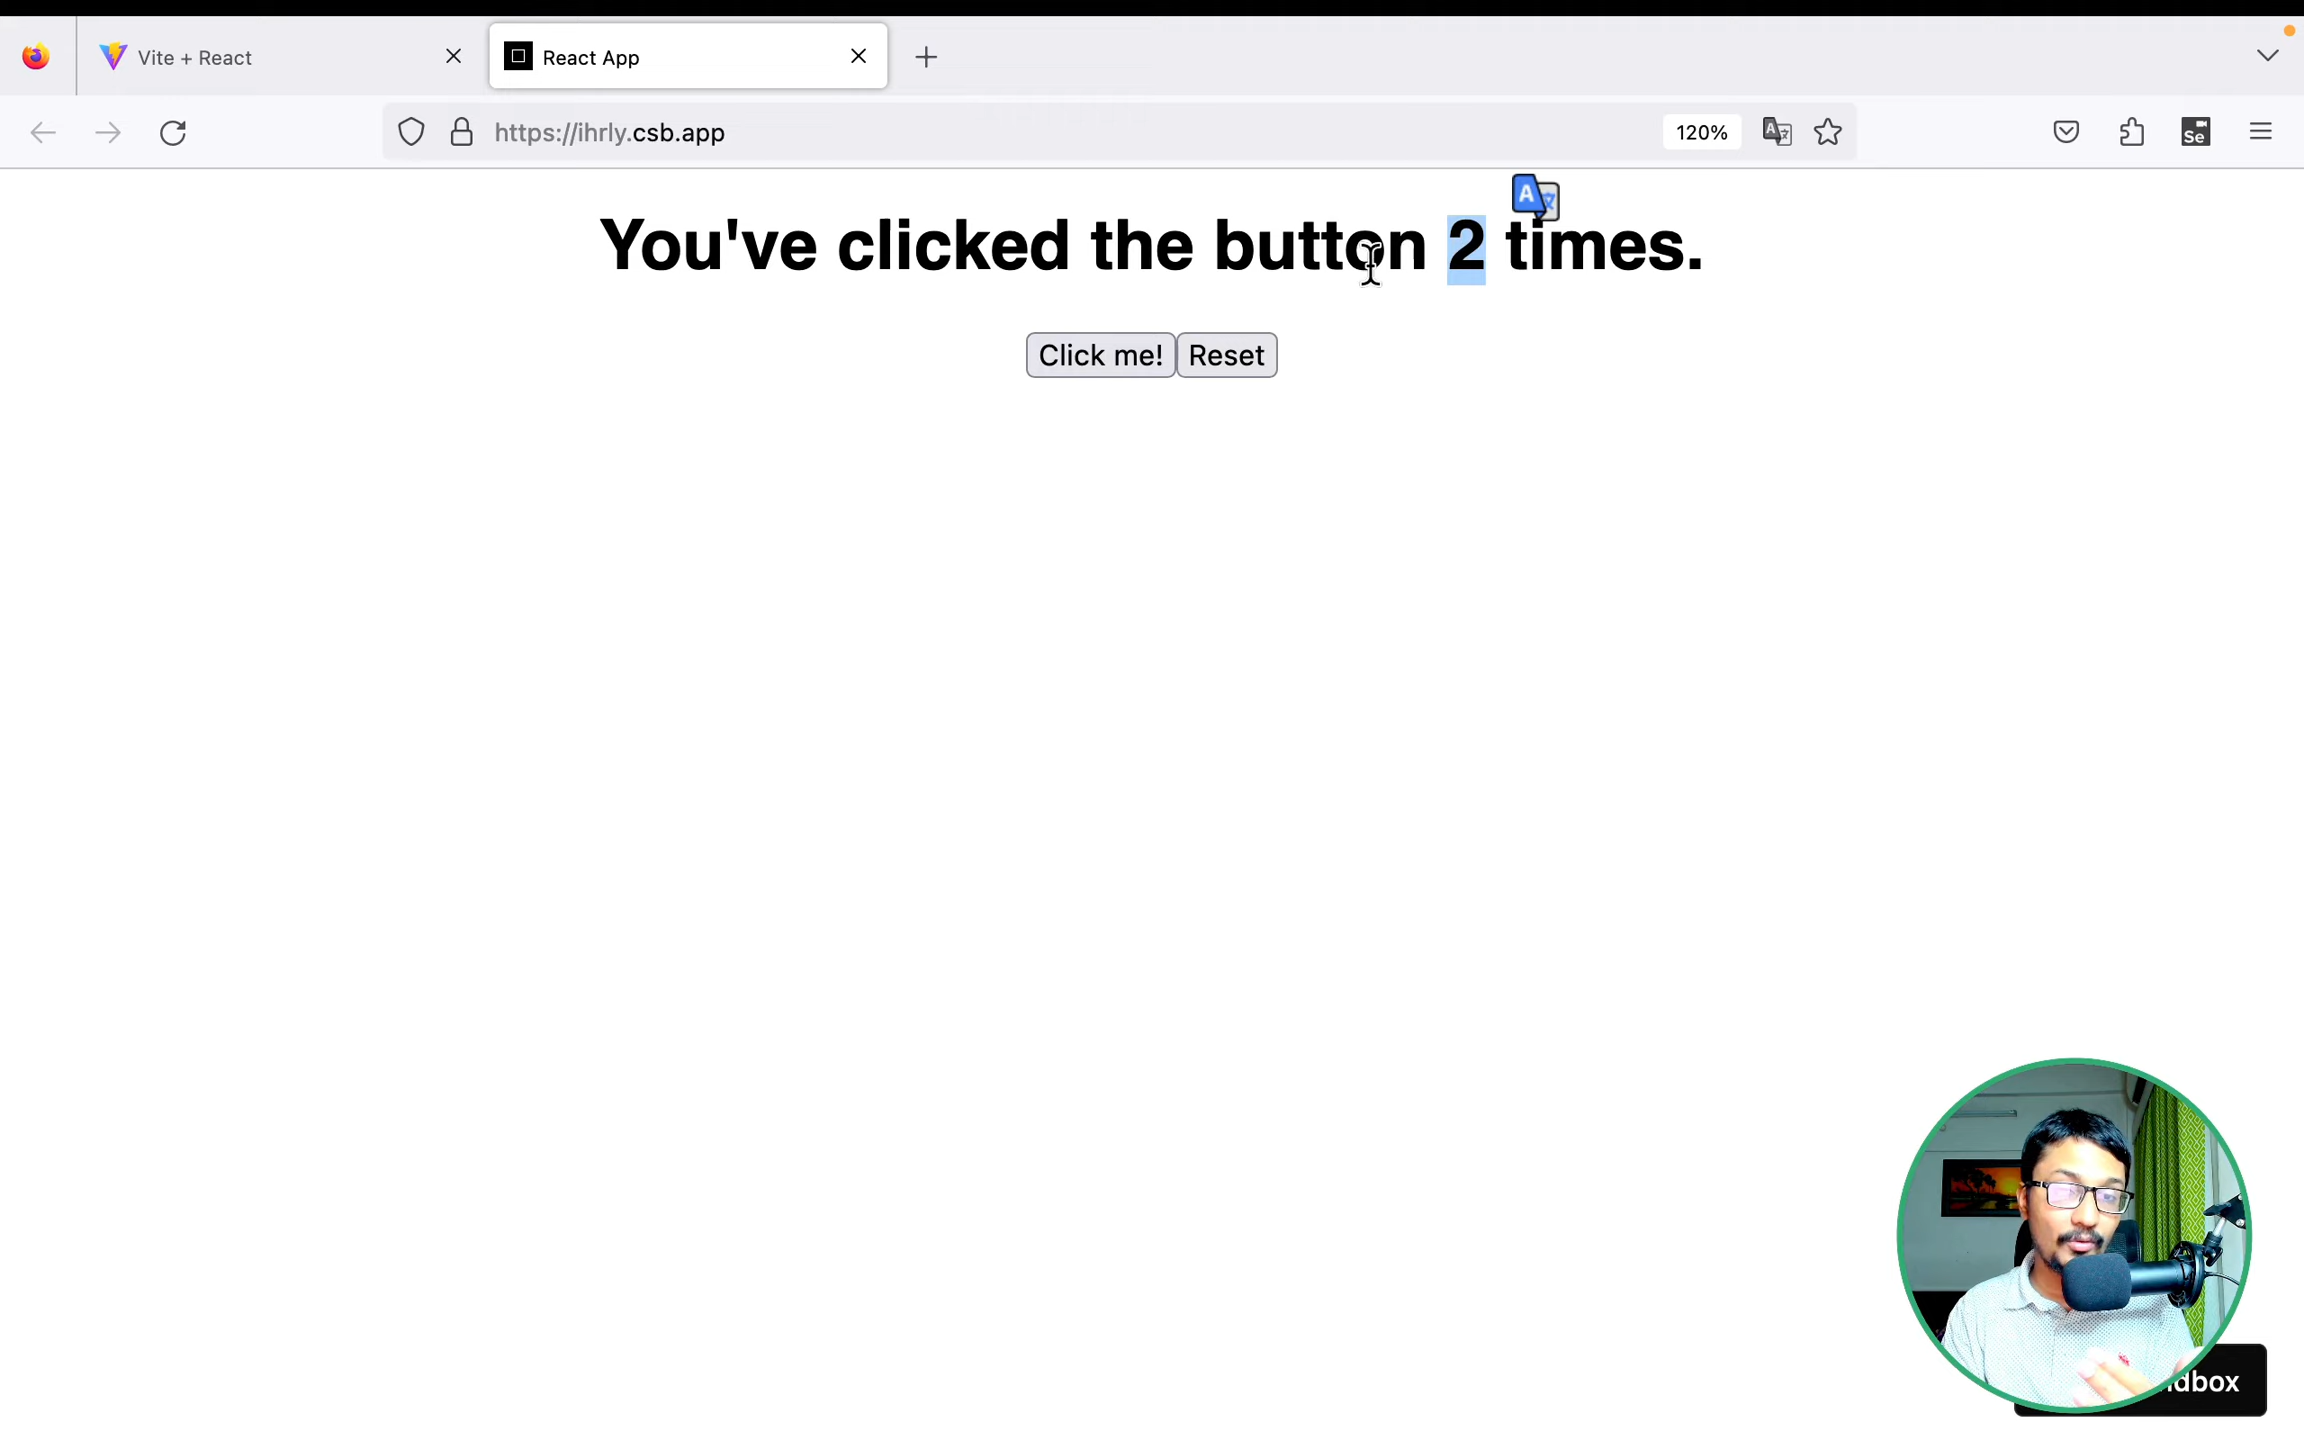 Vite + React
React App
https://ihrly.csb.app
120%
Se
You've clicked the button 2 times.
Click me! Reset